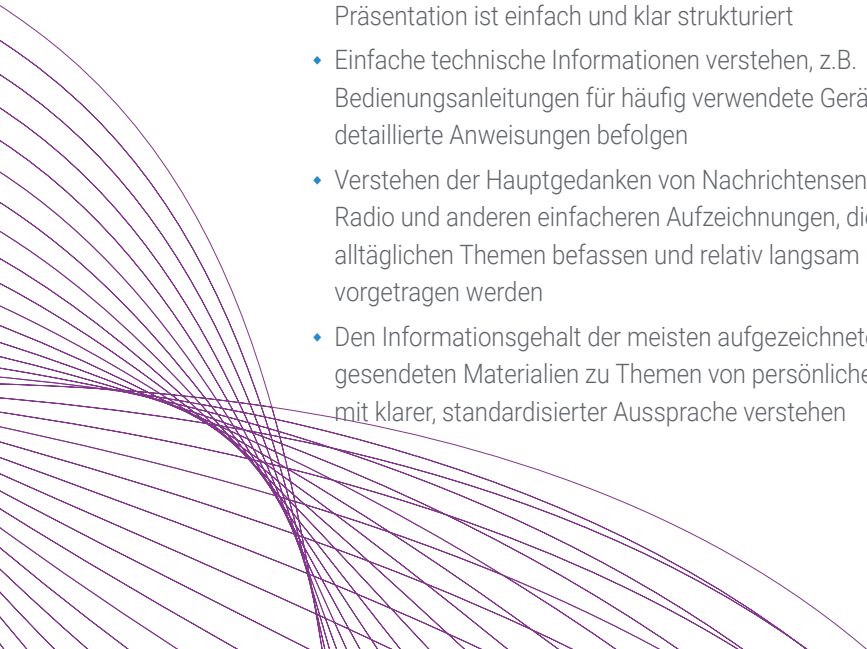 Präsentation ist einfach und klar strukturiert
Einfache technische Informationen verstehen, z.B.
Bedienungsanleitungen für häufig verwendete
detaillierte Anweisungen befolgen
Verstehen der Hauptgedanken von
Radio und anderen einfacheren Aufzeichnungen,
alltäglichen Themen befassen und relativ langsam
vorgetragen werden
Den Informationsgehalt der meisten
gesendeten Materialien zu Themen von
mit klarer, standardisierter Aussprache verstehen